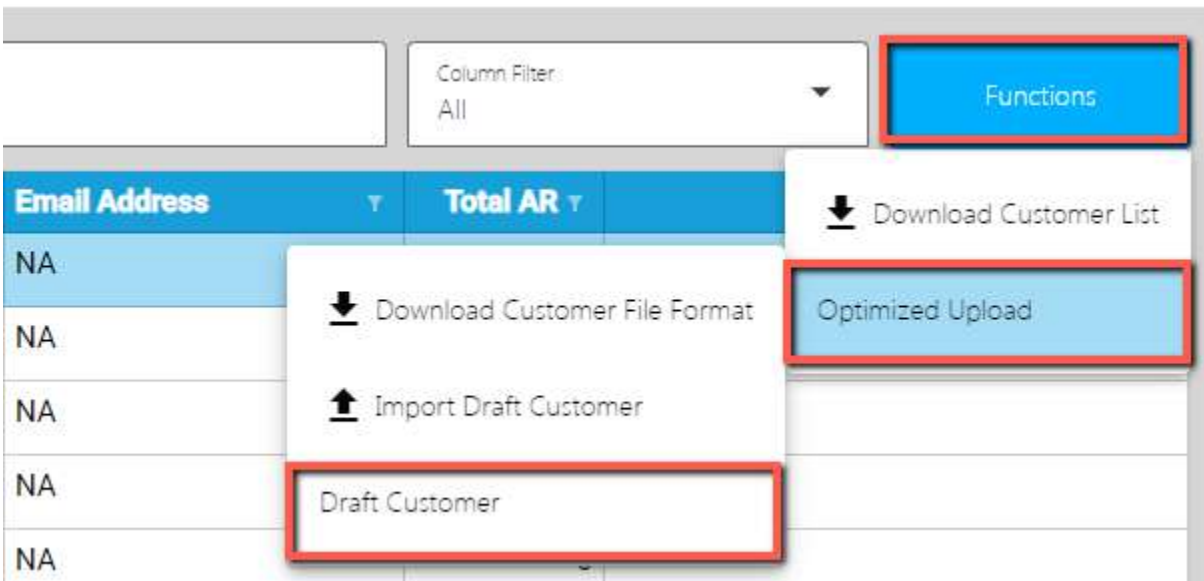 Column Filter
All
Functions
Email Address
Total AR
Download Customer List
NA
Download Customer File Format
Optimized Upload
NA
Import Draft Customer
NA
NA
Draft Customer
NA